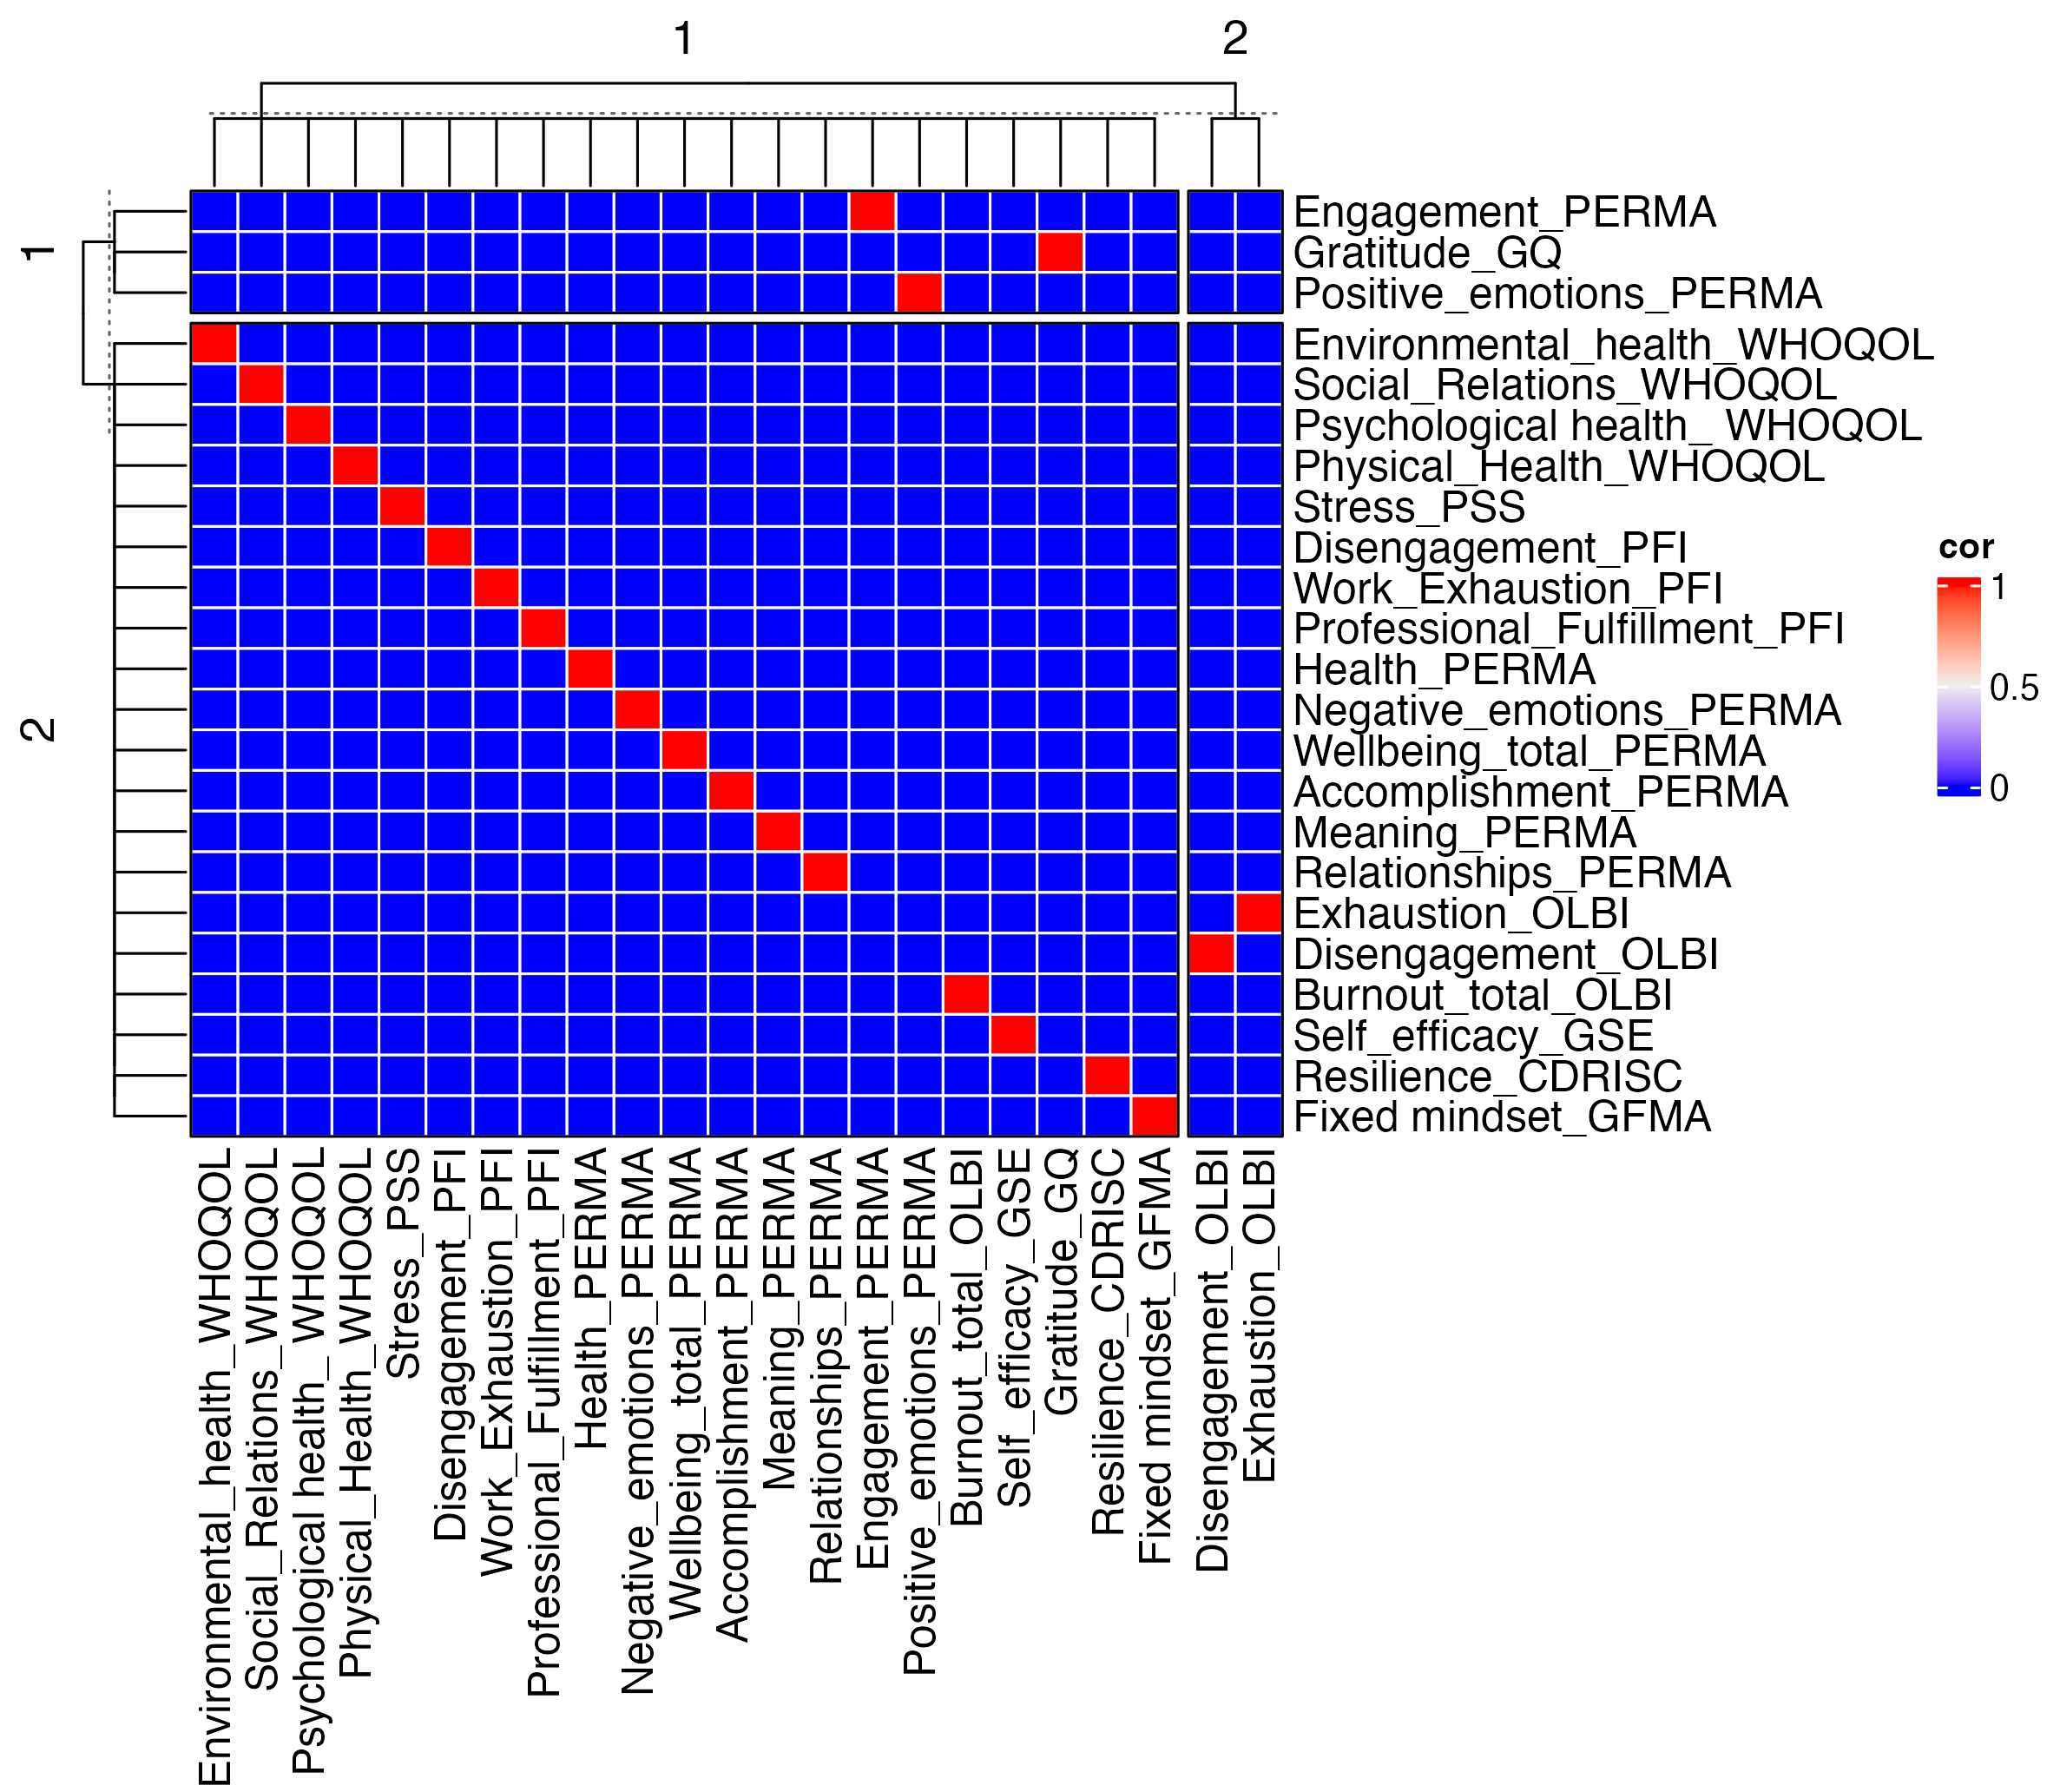 1
2
1
2
Engagement_PERMA
Gratitude_GQ
Positive_emotions_PERMA
Environmental_health_WHOQOL
Social_Relations_WHOQOL
Psychological health_ WHOQOL
Physical_Health_WHOQOL
Stress_PSS
Disengagement_PFI
Work_Exhaustion_PFI
Professional_Fulfillment_PFI
Health_PERMA
Negative_emotions_PERMA
Wellbeing_total_PERMA
Accomplishment_PERMA
Meaning_PERMA
Relationships_PERMA
Exhaustion_OLBI
Disengagement_OLBI
Burnout_total_OLBI
Self_efficacy_GSE
Resilience_CDRISC
Fixed mindset_GFMA
cor
1
0.5
0
Environmental_health_WHOQOL
Social_Relations_WHOQOL
Psychological health_ WHOQOL
Physical_Health_WHOQOL
Stress_PSS
Disengagement_PFI
Work_Exhaustion_PFI
Professional_Fulfillment_PFI
Health_PERMA
Negative_emotions_PERMA
Wellbeing_total_PERMA
Accomplishment_PERMA
Meaning_PERMA
Relationships_PERMA
Engagement_PERMA
Positive_emotions_PERMA
Burnout_total_OLBI
Self_efficacy_GSE
Gratitude_GQ
Resilience_CDRISC
Fixed mindset_GFMA
Disengagement_OLBI
Exhaustion_OLBI